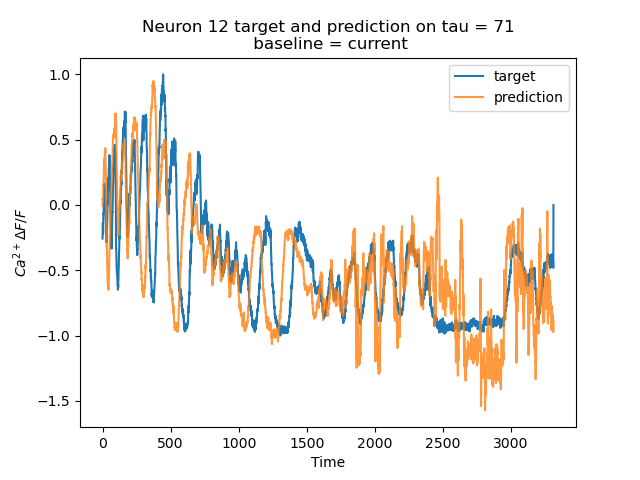 Neuron 12 target and prediction on tau = 71
baseline = current
target
prediction
Ca²⁺ ΔF/F
1.0
0.5
0.0
−0.5
−1.0
−1.5
0 500 1000 1500 2000 2500 3000
Time